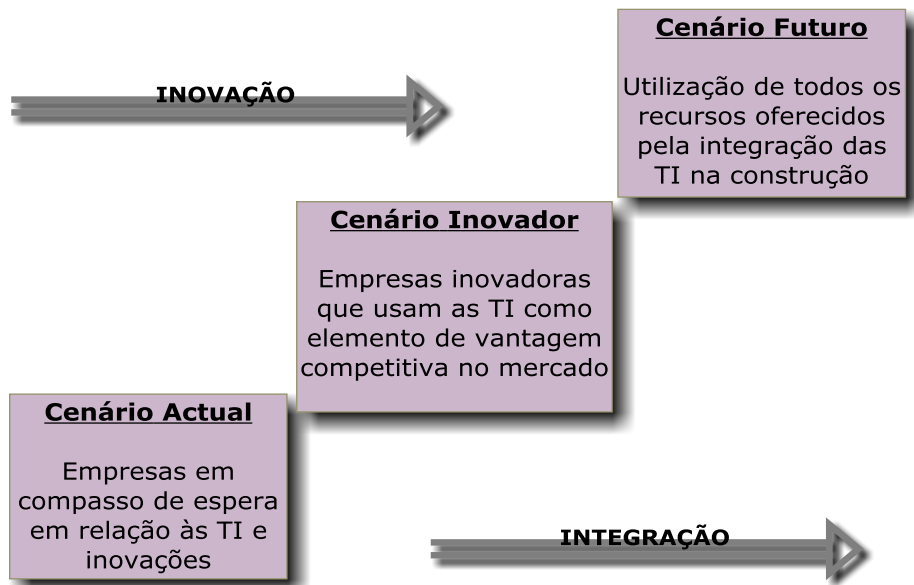 Cenário Futuro
Utilização de todos os
recursos oferecidos
pela integração das
TI na construção
INOVAÇÃO
Cenário Inovador
Empresas inovadoras
que usam as TI como
elemento de vantagem
competitiva no mercado
Cenário Actual
Empresas em
compasso de espera
em relação às TI e
inovações
INTEGRAÇÃO